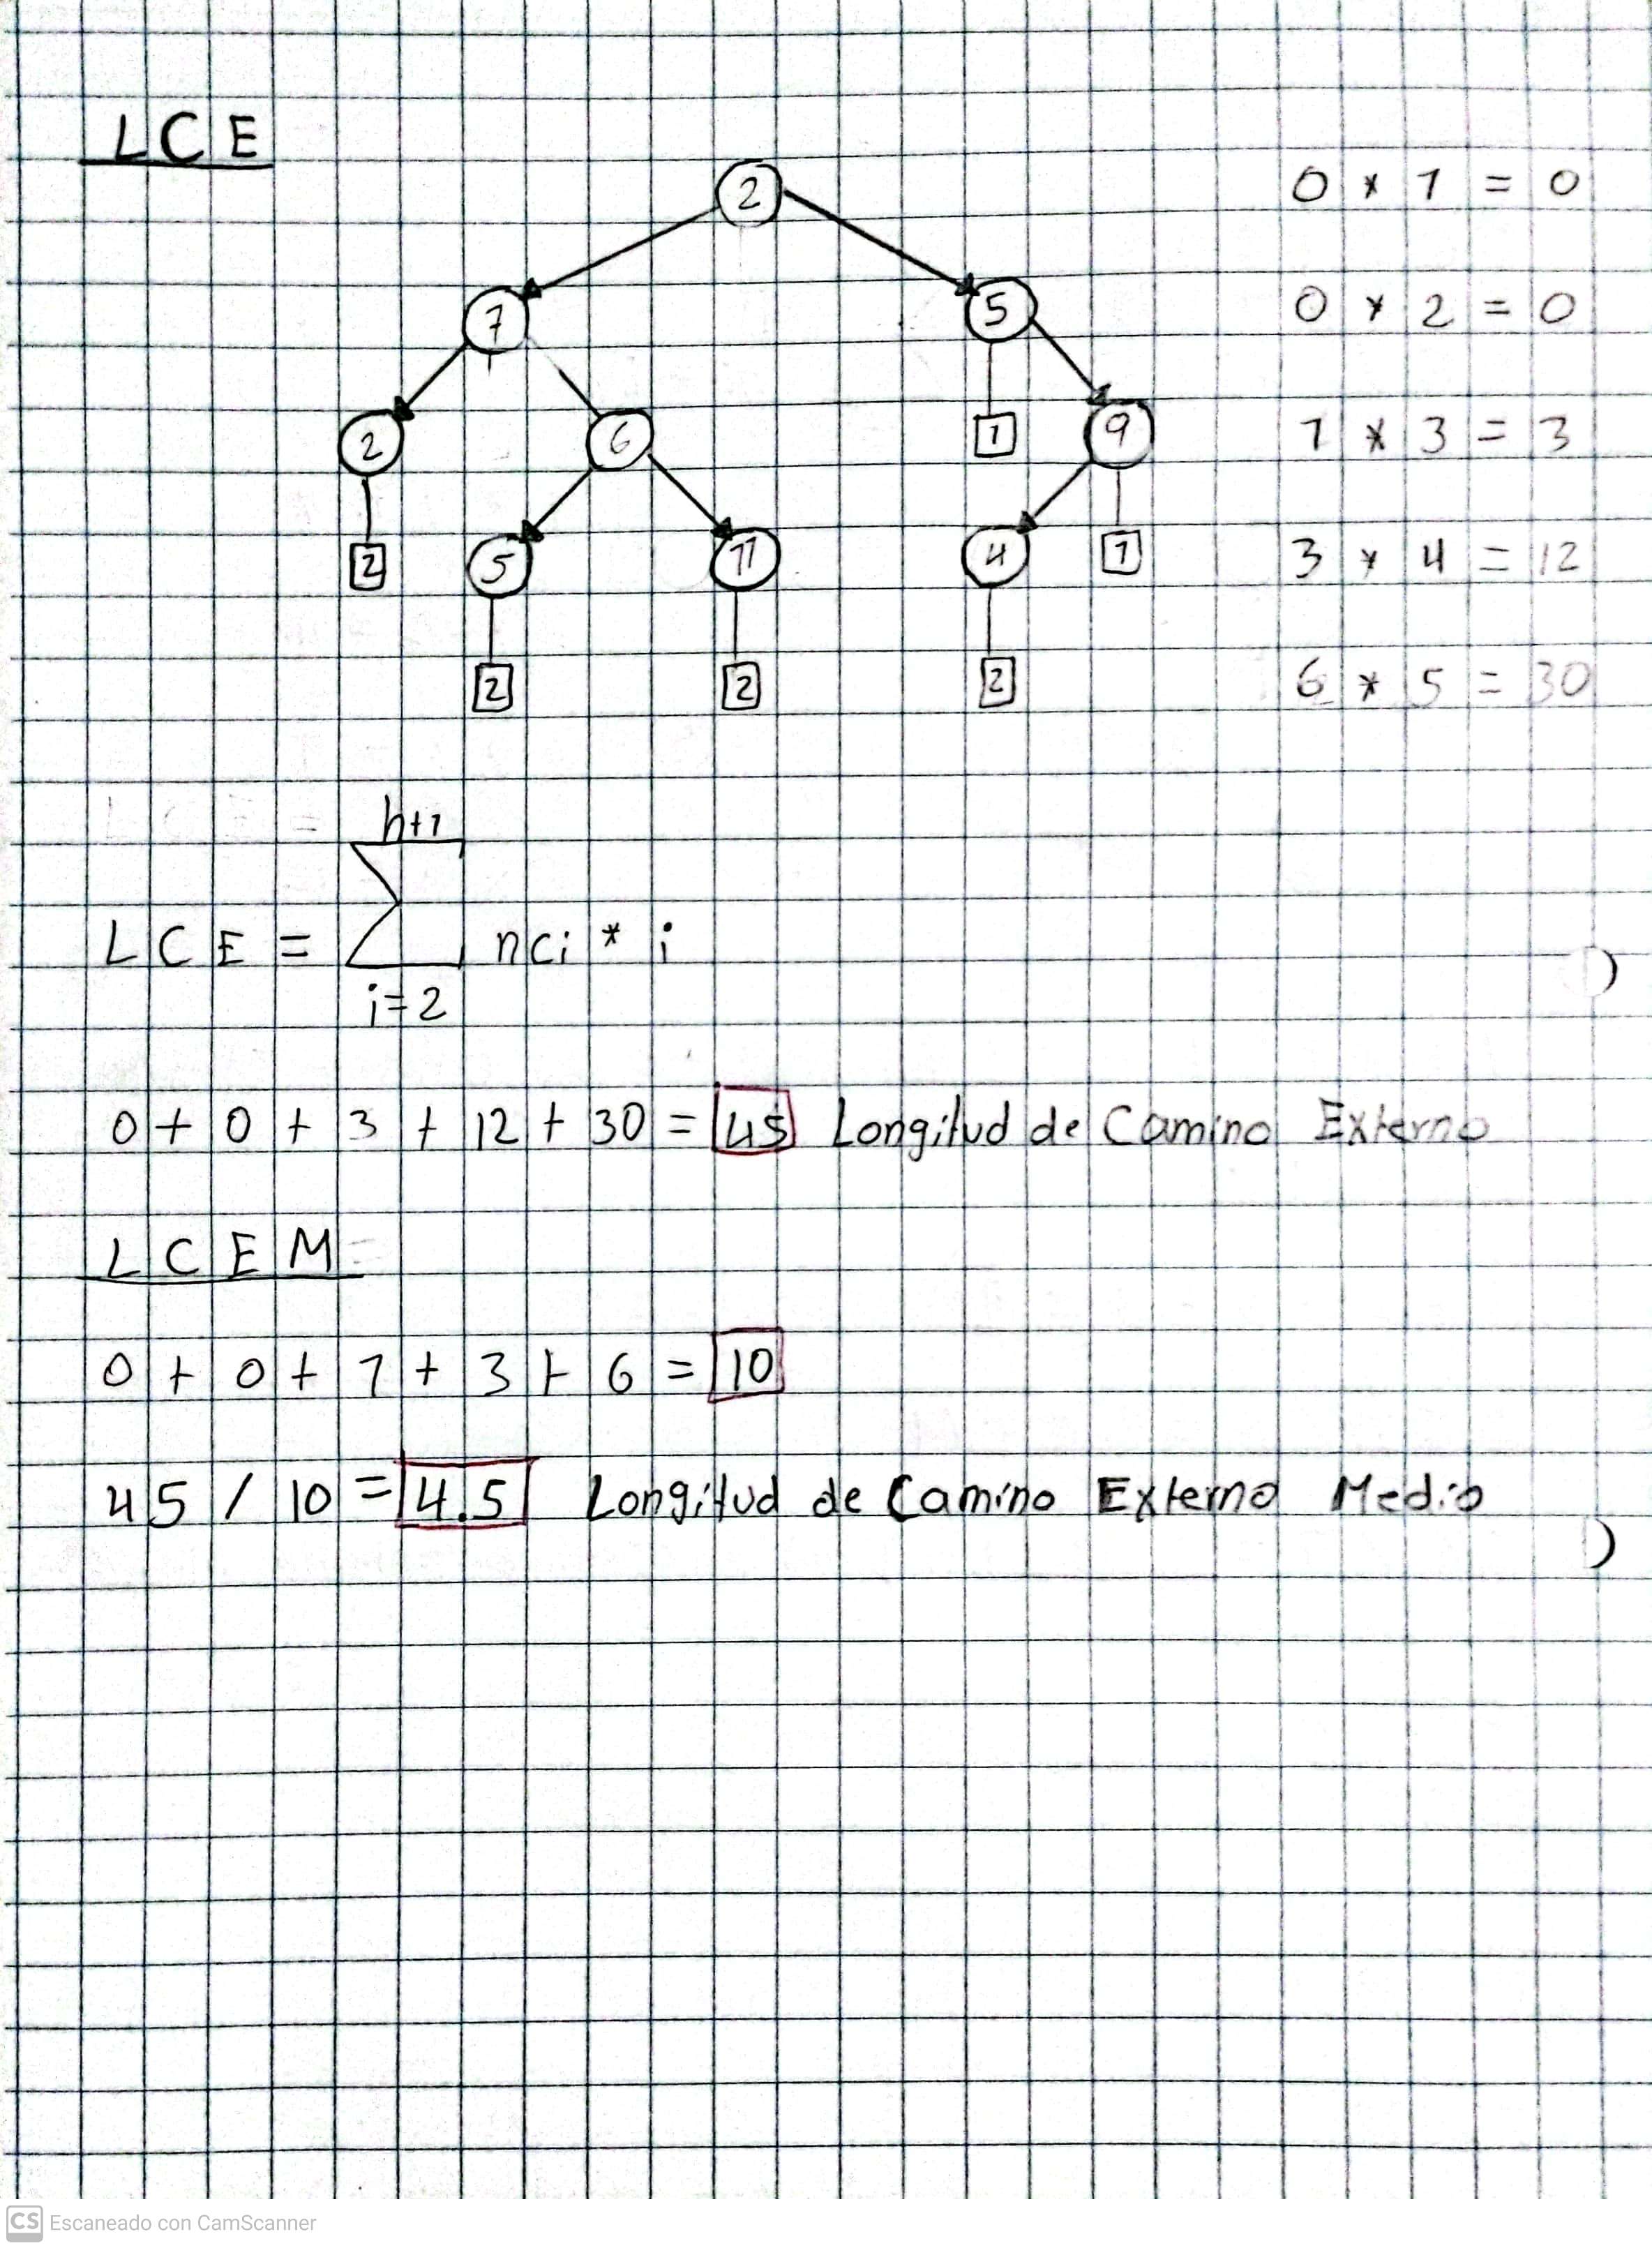 LCE
2
0 * 1 = 0
7 5
0 * 2 = 0
2 6 1 9
1 * 3 = 3
2 5 11 4 1
3 * 4 = 12
2 2 2
6 * 5 = 30
h+1
LCE = Σ nci * i
i=2
0 + 0 + 3 + 12 + 30 = 45 Longitud de Camino Externo
LCEM
0 + 0 + 1 + 3 + 6 = 10
45 / 10 = 4.5 Longitud de Camino Externo Medio
)
)
CS Escaneado con CamScanner